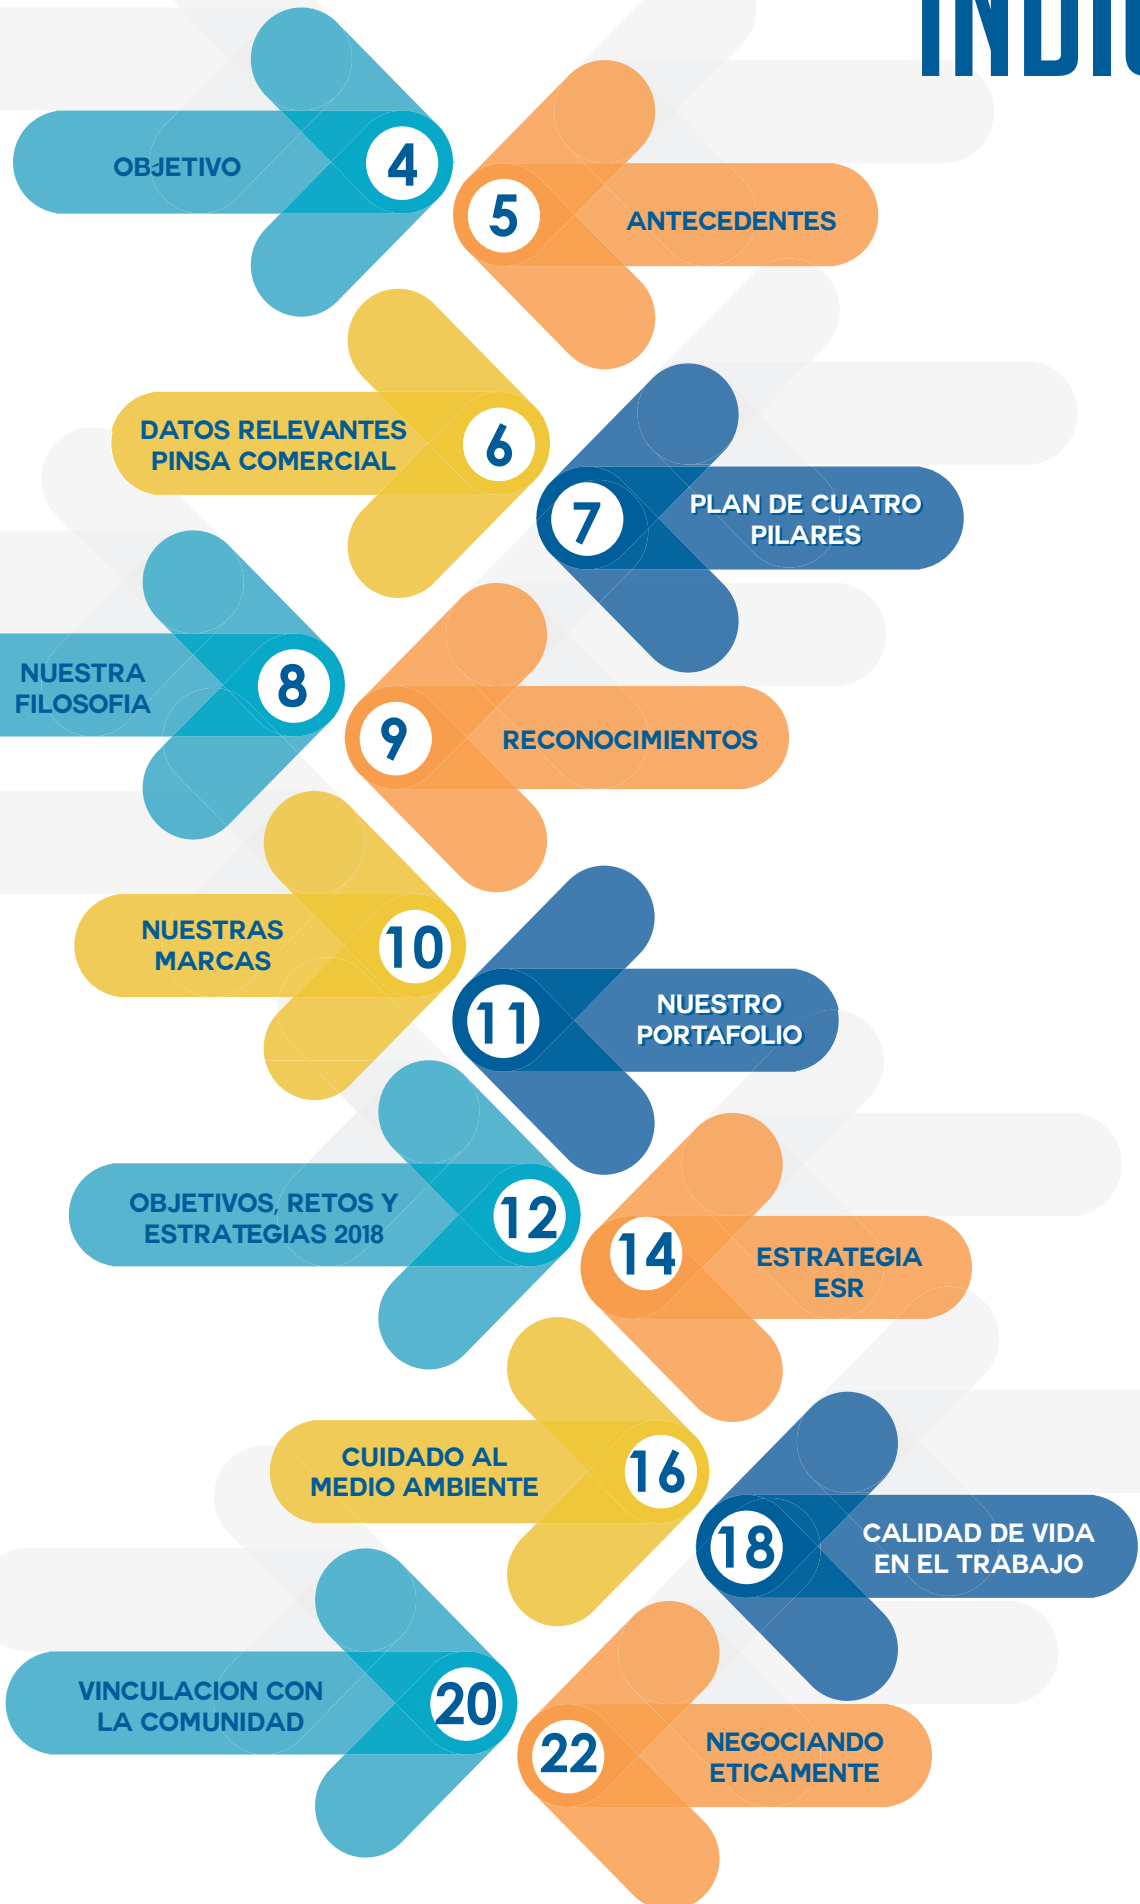 OBJETIVO
4
5
ANTECEDENTES
DATOS RELEVANTES
PINSA COMERCIAL
6
7
PLAN DE CUATRO
PILARES
NUESTRA
FILOSOFIA
8
9
RECONOCIMIENTOS
NUESTRAS
MARCAS
10
11
NUESTRO
PORTAFOLIO
OBJETIVOS, RETOS Y
ESTRATEGIAS 2018
12
14
ESTRATEGIA
ESR
CUIDADO AL
MEDIO AMBIENTE
16
18
CALIDAD DE VIDA
EN EL TRABAJO
VINCULACION CON
LA COMUNIDAD
20
22
NEGOCIANDO
ETICAMENTE